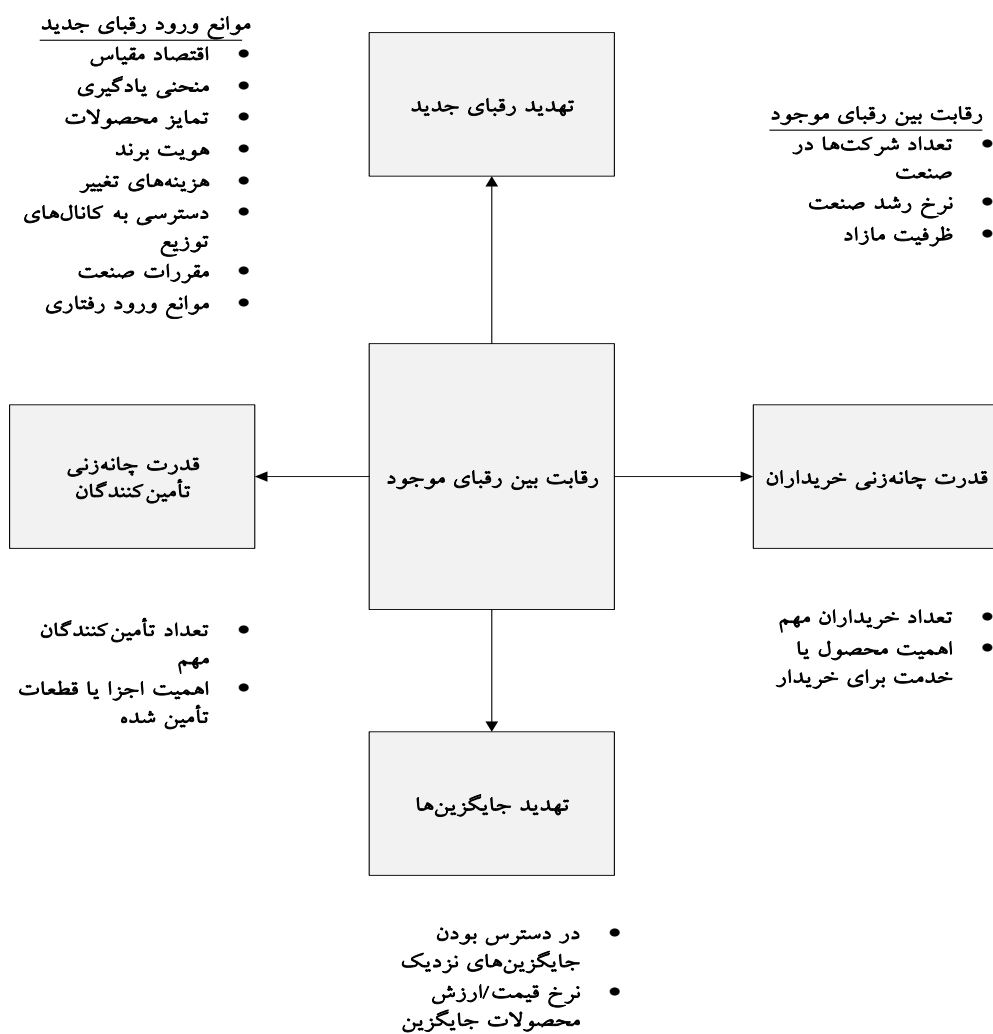 موانع ورود رقبای جدید
• اقتصاد مقیاس
• منحنی یادگیری
• تمایز محصولات
• هویت برند
• هزینه‌های تغییر
• دسترسی به کانال‌های
توزیع
• مقررات صنعت
• موانع ورود رفتاری
تهدید رقبای جدید
رقابت بین رقبای موجود
• تعداد شرکت‌ها در
صنعت
• نرخ رشد صنعت
• ظرفیت مازاد
قدرت چانه‌زنی خریداران
رقابت بین رقبای موجود
قدرت چانه‌زنی
تأمین‌کنندگان
• تعداد خریداران مهم
• اهمیت محصول یا
خدمت برای خریدار
• تعداد تأمین‌کنندگان
مهم
• اهمیت اجزا یا قطعات
تأمین شده
تهدید جایگزین‌ها
• در دسترس بودن
جایگزین‌های نزدیک
• نرخ قیمت/ارزش
محصولات جایگزین